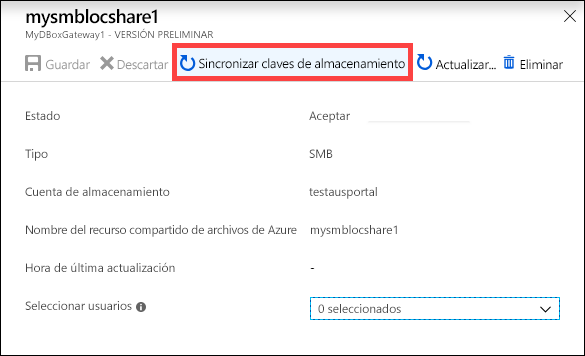 mysmblocshare1
MyDBoxGateway1 - VERSIÓN PRELIMINAR
Guardar Descartar Sincronizar claves de almacenamiento Actualizar... Eliminar
Estado Aceptar
Tipo SMB
Cuenta de almacenamiento testausportal
Nombre del recurso compartido de archivos de Azure mysmblocshare1
Hora de última actualización -
Seleccionar usuarios 0 seleccionados